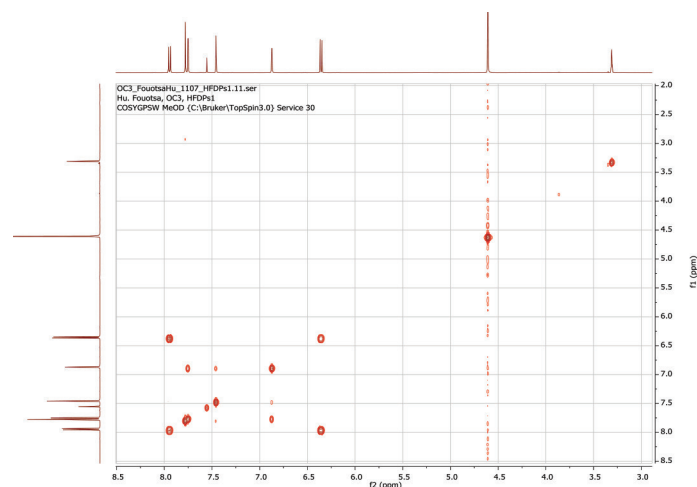 OC3_FouotsaHu_1107_HFDPs1.11.ser
Hu. Fouotsa, OC3, HFDPs1
COSYGPSW MeOD {C:\Bruker\TopSpin3.0} Service 30
2.0
2.5
3.0
3.5
4.0
4.5
5.0
5.5
6.0
6.5
7.0
7.5
8.0
8.5
f1 (ppm)
8.5 8.0 7.5 7.0 6.5 6.0 5.5 5.0 4.5 4.0 3.5 3.0
f2 (ppm)